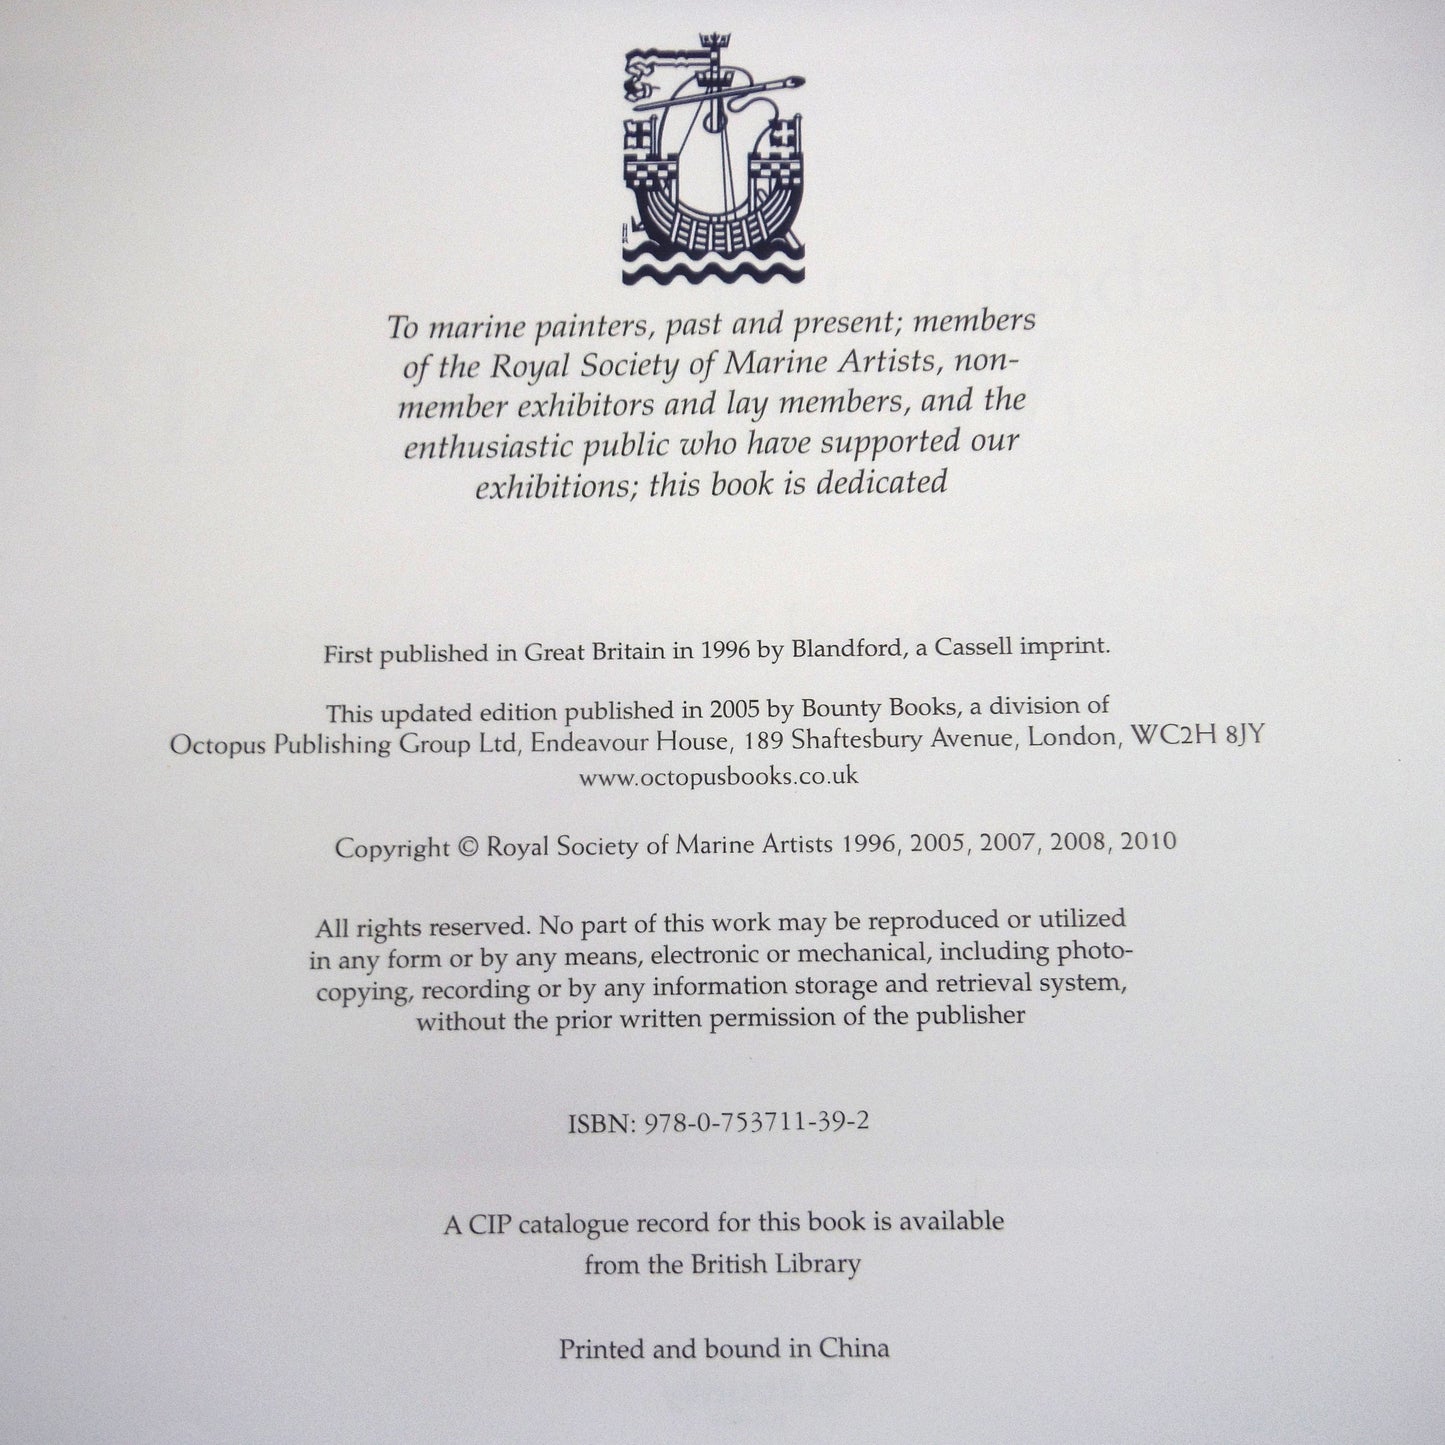 To marine painters, past and present; members
of the Royal Society of Marine Artists, non-
member exhibitors and lay members, and the
enthusiastic public who have supported our
exhibitions; this book is dedicated
First published in Great Britain in 1996 by Blandford, a Cassell imprint.
This updated edition published in 2005 by Bounty Books, a division of
Octopus Publishing Group Ltd, Endeavour House, 189 Shaftesbury Avenue, London, WC2H 8JY
www.octopusbooks.co.uk
Copyright © Royal Society of Marine Artists 1996, 2005, 2007, 2008, 2010
All rights reserved. No part of this work may be reproduced or utilized
in any form or by any means, electronic or mechanical, including photo-
copying, recording or by any information storage and retrieval system,
without the prior written permission of the publisher
ISBN: 978-0-753711-39-2
A CIP catalogue record for this book is available
from the British Library
Printed and bound in China